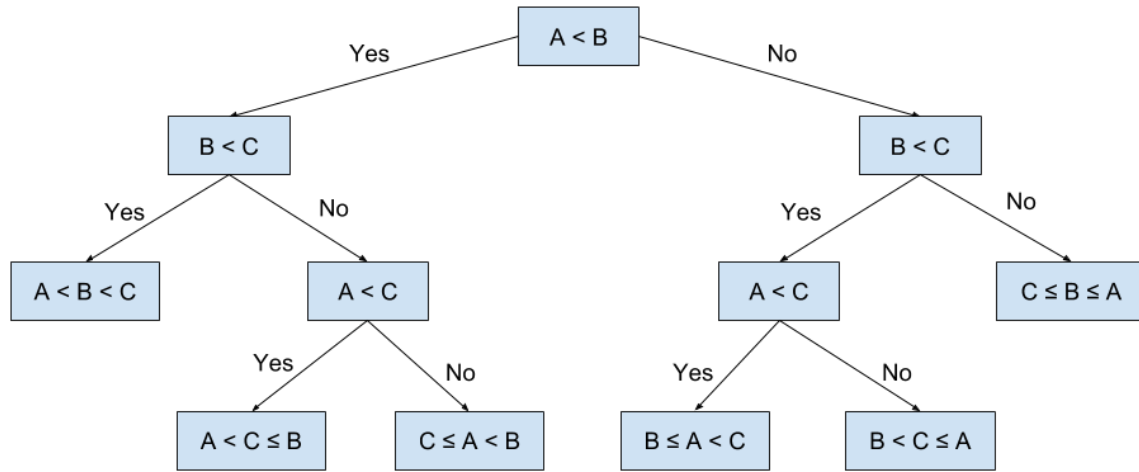 A < B
Yes
No
B < C
B < C
Yes
No
Yes
No
A < B < C
A < C
A < C
C ≤ B ≤ A
Yes
No
Yes
No
A < C ≤ B
C ≤ A < B
B ≤ A < C
B < C ≤ A